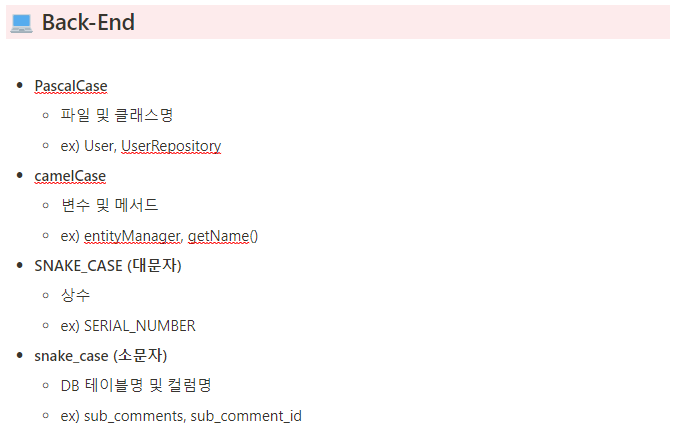 Back-End
PascalCase
파일 및 클래스명
ex) User, UserRepository
camelCase
변수 및 메서드
ex) entityManager, getName()
SNAKE_CASE (대문자)
상수
ex) SERIAL_NUMBER
snake_case (소문자)
DB 테이블명 및 컬럼명
ex) sub_comments, sub_comment_id